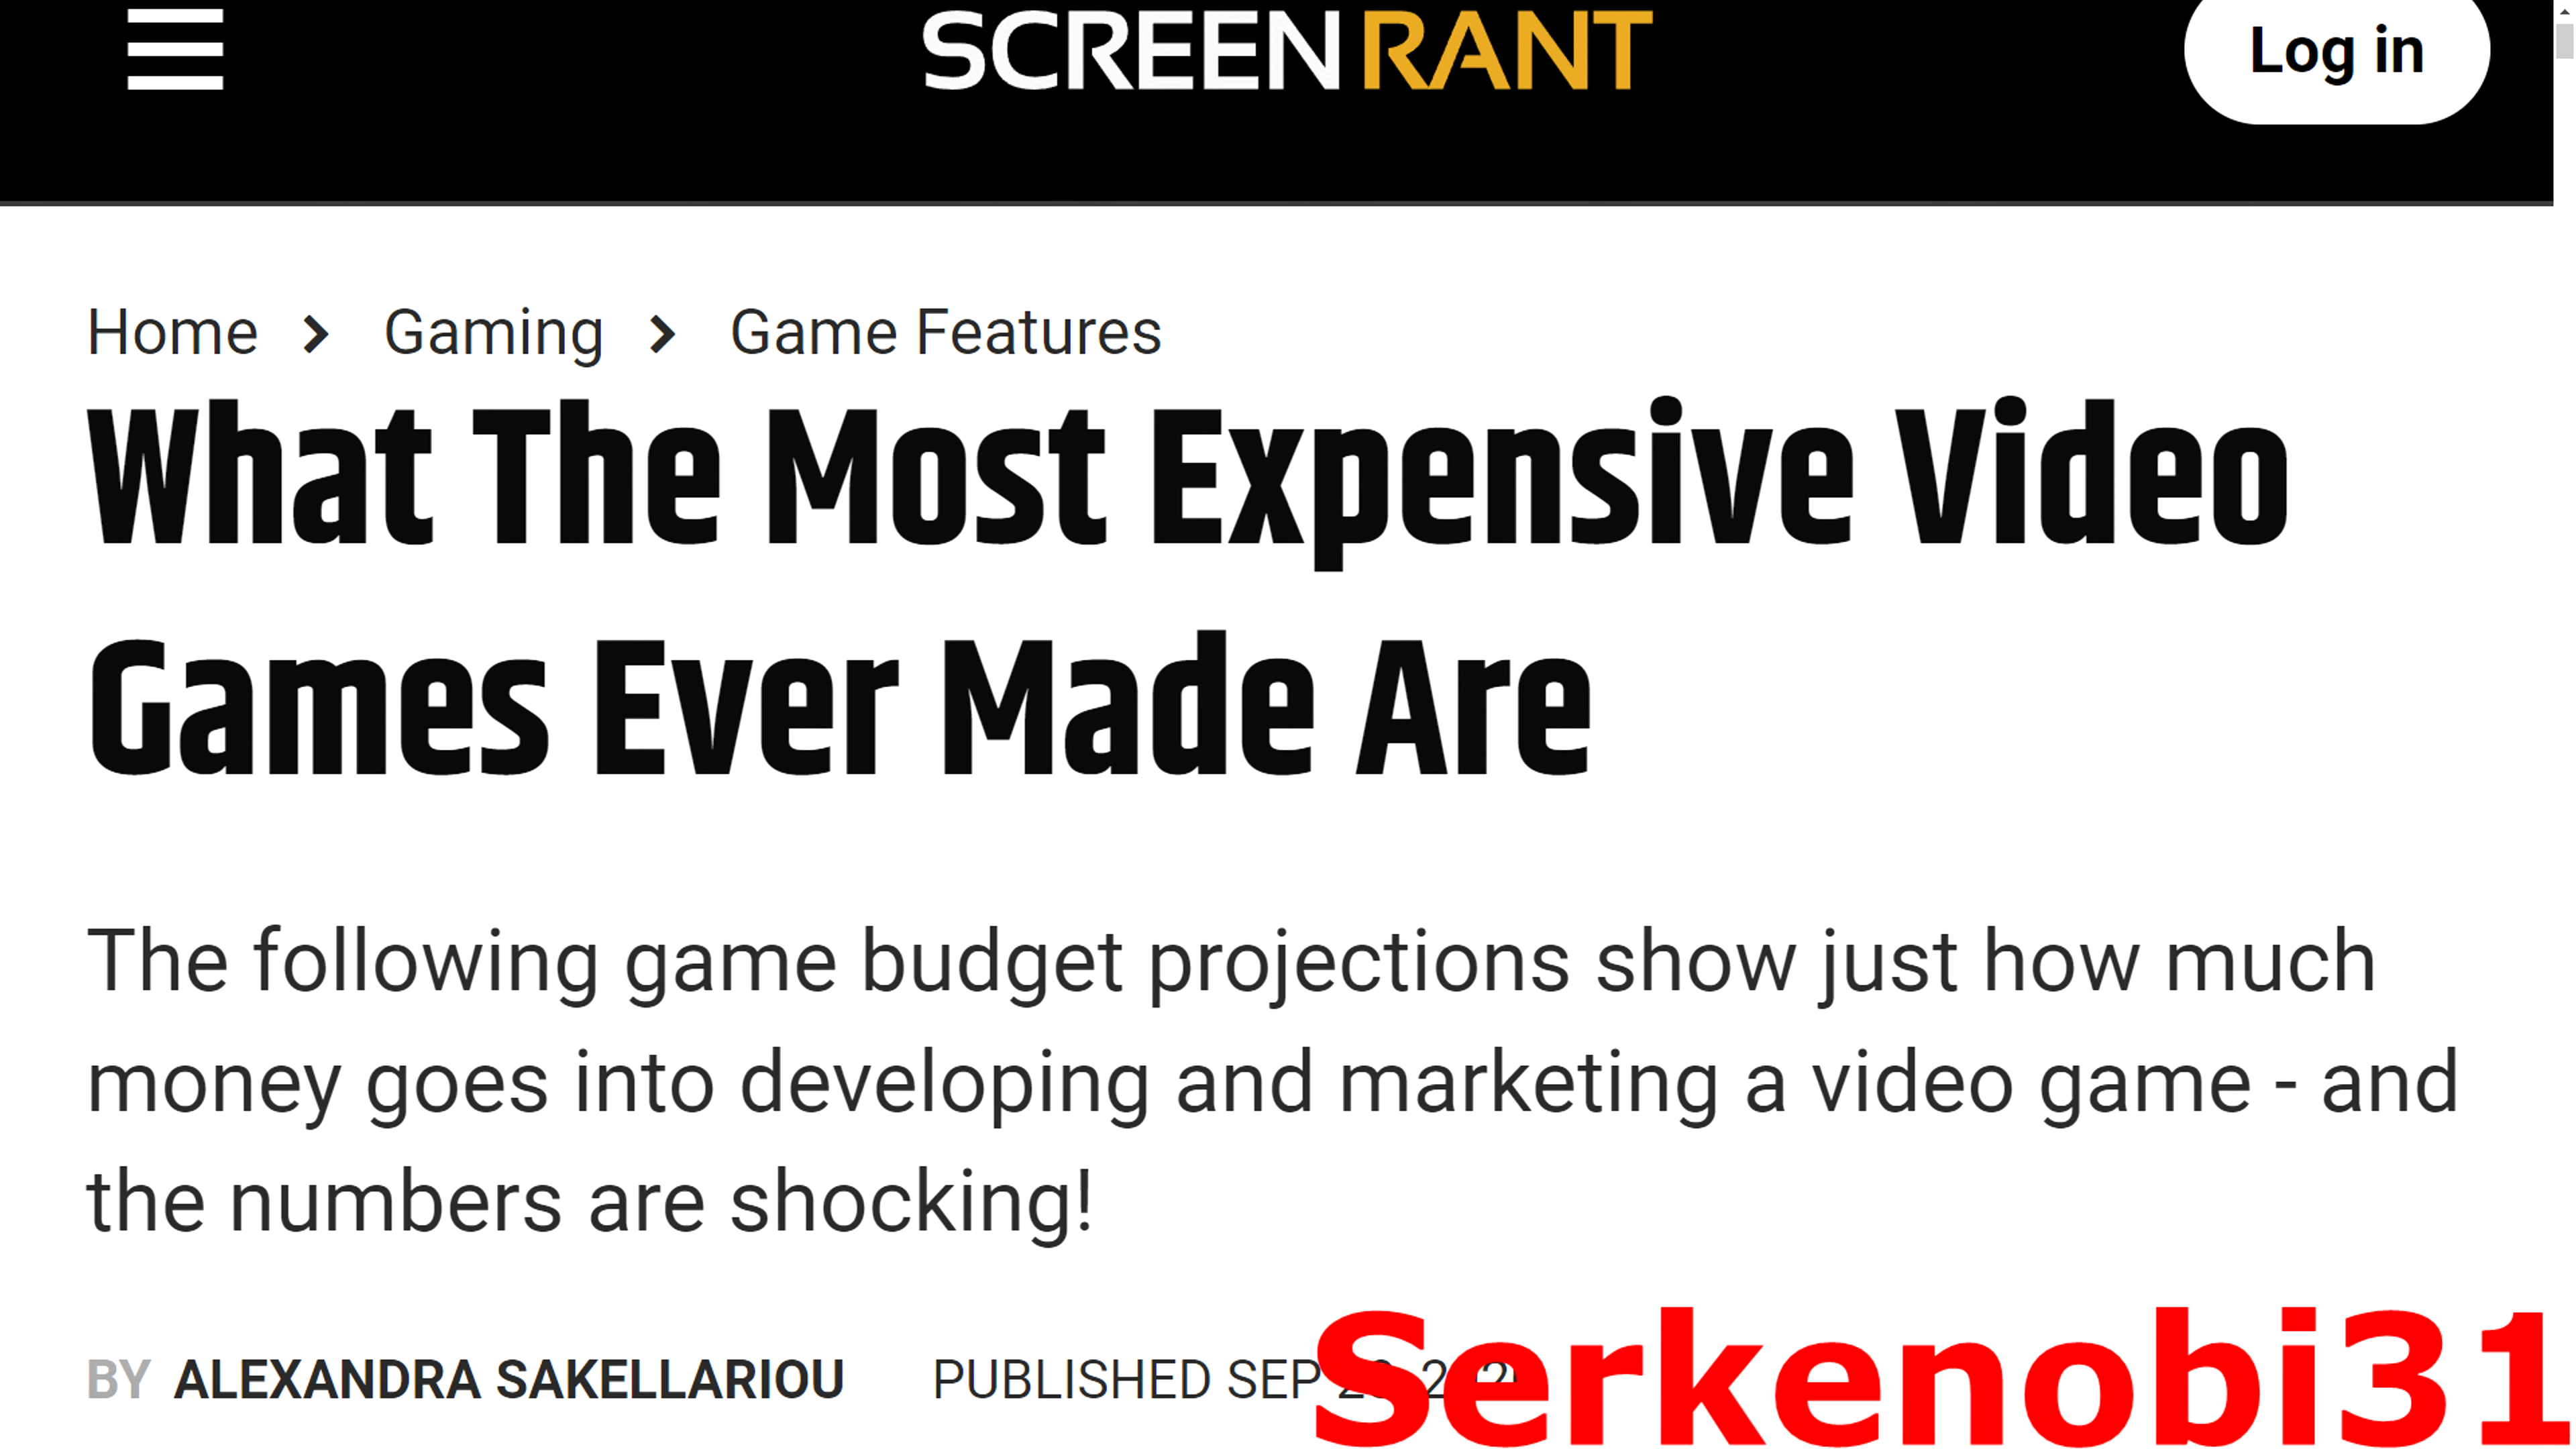 SCREENRANT
Log in
Home > Gaming > Game Features
What The Most Expensive Video
Games Ever Made Are
The following game budget projections show just how much
money goes into developing and marketing a video game - and
the numbers are shocking!
BY ALEXANDRA SAKELLARIOU PUBLISHED SEP
Serkenobi31